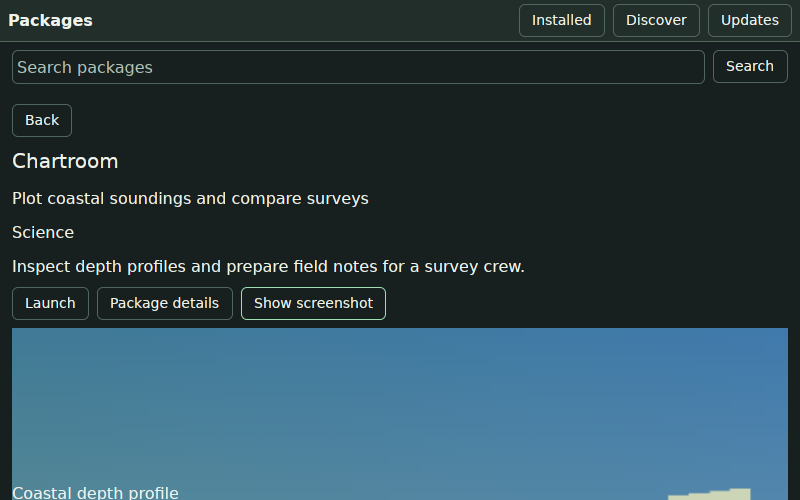 Packages
Installed
Discover
Updates
Search packages
Search
Back
Chartroom
Plot coastal soundings and compare surveys
Science
Inspect depth profiles and prepare field notes for a survey crew.
Launch
Package details
Show screenshot
Coastal depth profile